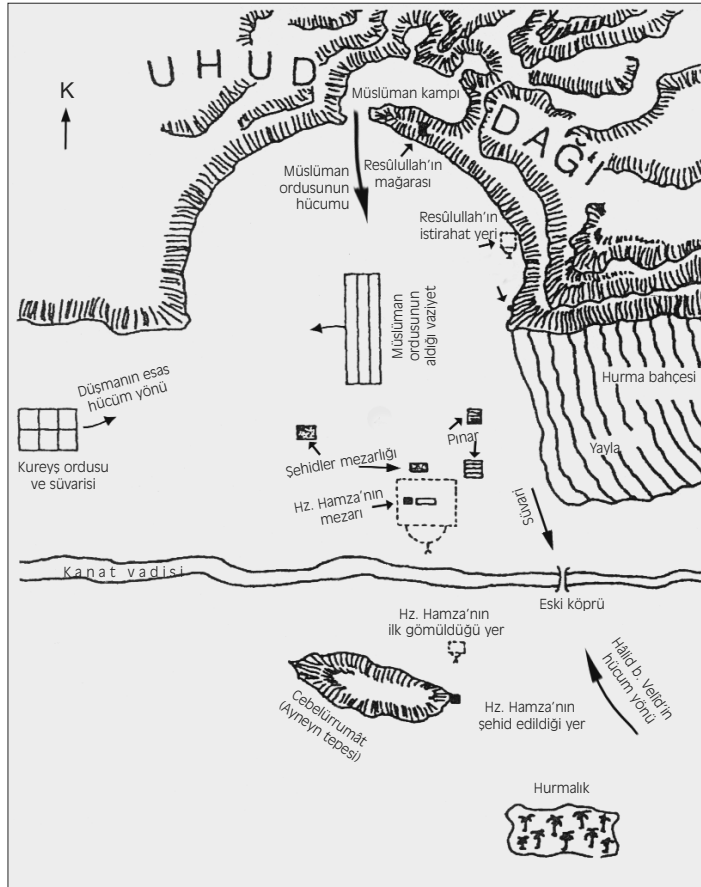 UHUD
DAĞI
K
Müslüman kampı
Müslüman
ordusunun
hücumu
Resûlullah’ın
mağarası
Resûlullah’ın
istirahat yeri
Müslüman
ordusunun
aldığı vaziyet
Düşmanın esas
hücüm yönü
Kureyş ordusu
ve süvarisi
Hurma bahçesi
Yayla
Pınar
Şehidler mezarlığı
Hz. Hamza’nın
mezarı
Süvari
Kanat vadisi
Eski köprü
Hz. Hamza’nın
ilk gömüldüğü yer
Hâlid b. Velîd’in
hücum yönü
Cebelürrumât
(Ayneyn tepesi)
Hz. Hamza’nın
şehid edildiği yer
Hurmalık